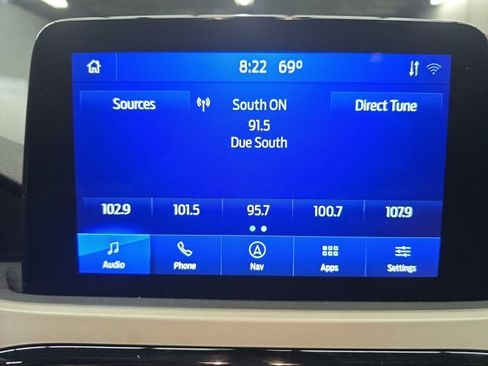 8:22 69°
Sources South ON Direct Tune
91.5
Due South
102.9 101.5 95.7 100.7 107.9
Audio Phone Nav Apps Settings